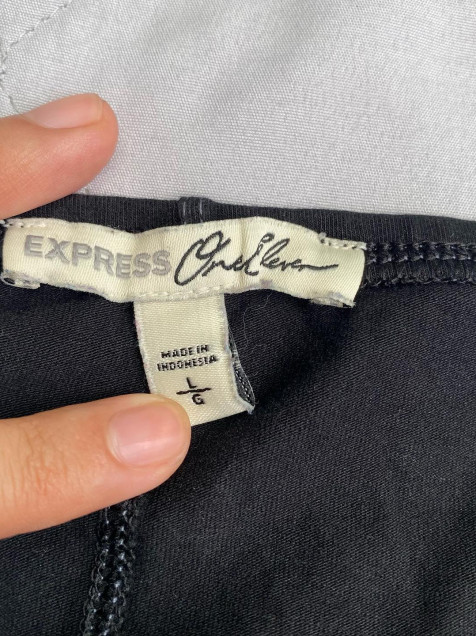 EXPRESS One Eleven
MADE IN
INDONESIA
L
G